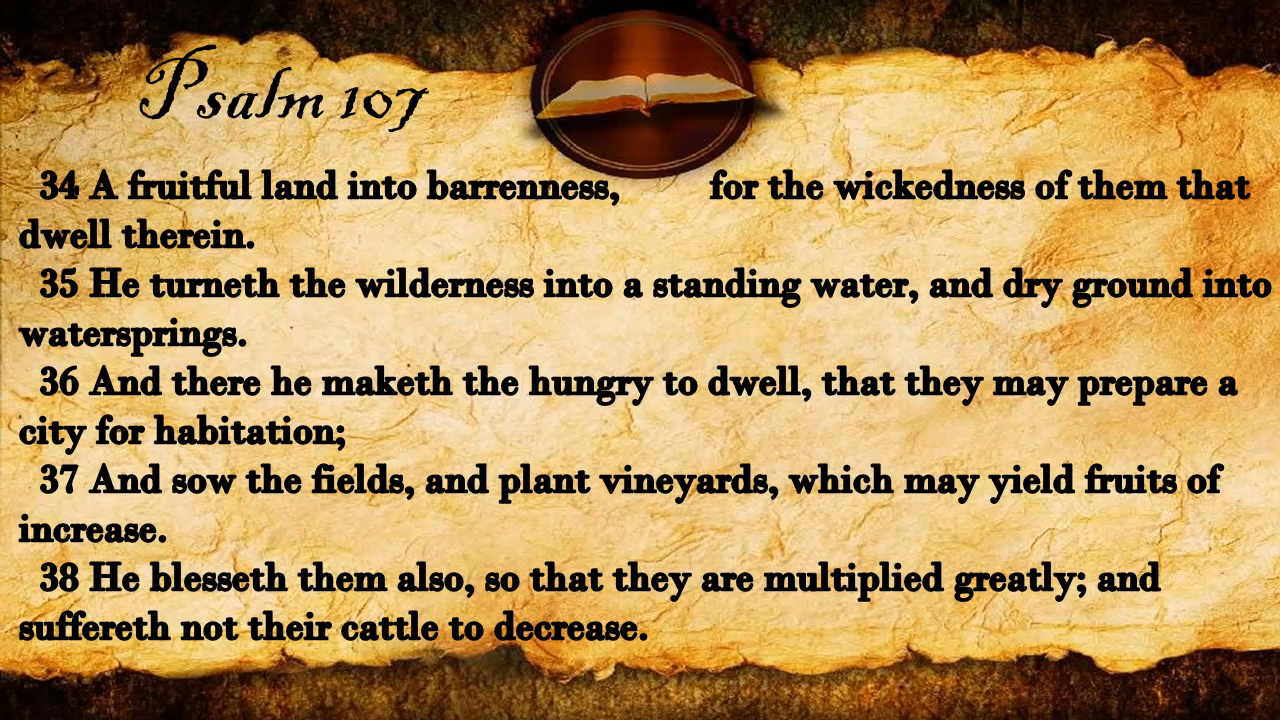 Psalm 107
34 A fruitful land into barrenness, for the wickedness of them that
dwell therein.
35 He turneth the wilderness into a standing water, and dry ground into
watersprings.
36 And there he maketh the hungry to dwell, that they may prepare a
city for habitation;
37 And sow the fields, and plant vineyards, which may yield fruits of
increase.
38 He blesseth them also, so that they are multiplied greatly; and
suffereth not their cattle to decrease.